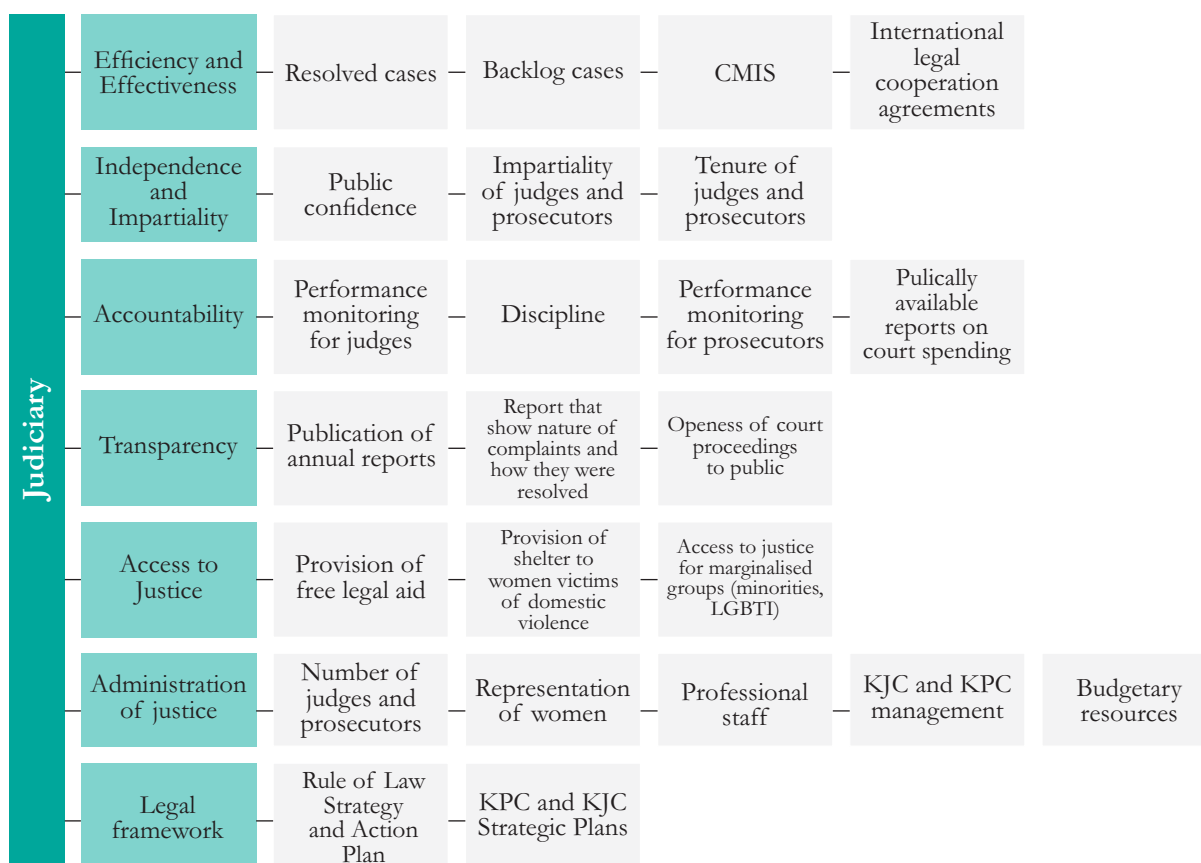 Judiciary
Efficiency and
Effectiveness
Resolved cases
Backlog cases
CMIS
International
legal
cooperation
agreements
Independence
and
Impartiality
Public
confidence
Impartiality
of judges and
prosecutors
Tenure of
judges and
prosecutors
Accountability
Performance
monitoring
for judges
Discipline
Performance
monitoring
for prosecutors
Pulically
available
reports on
court spending
Transparency
Publication of
annual reports
Report that
show nature of
complaints and
how they were
resolved
Openess of court
proceedings
to public
Access to
Justice
Provision of
free legal aid
Provision of
shelter to
women victims
of domestic
violence
Access to justice
for marginalised
groups (minorities,
LGBTI)
Administration
of justice
Number of
judges and
prosecutors
Representation
of women
Professional
staff
KJC and KPC
management
Budgetary
resources
Legal
framework
Rule of Law
Strategy
and Action
Plan
KPC and KJC
Strategic Plans